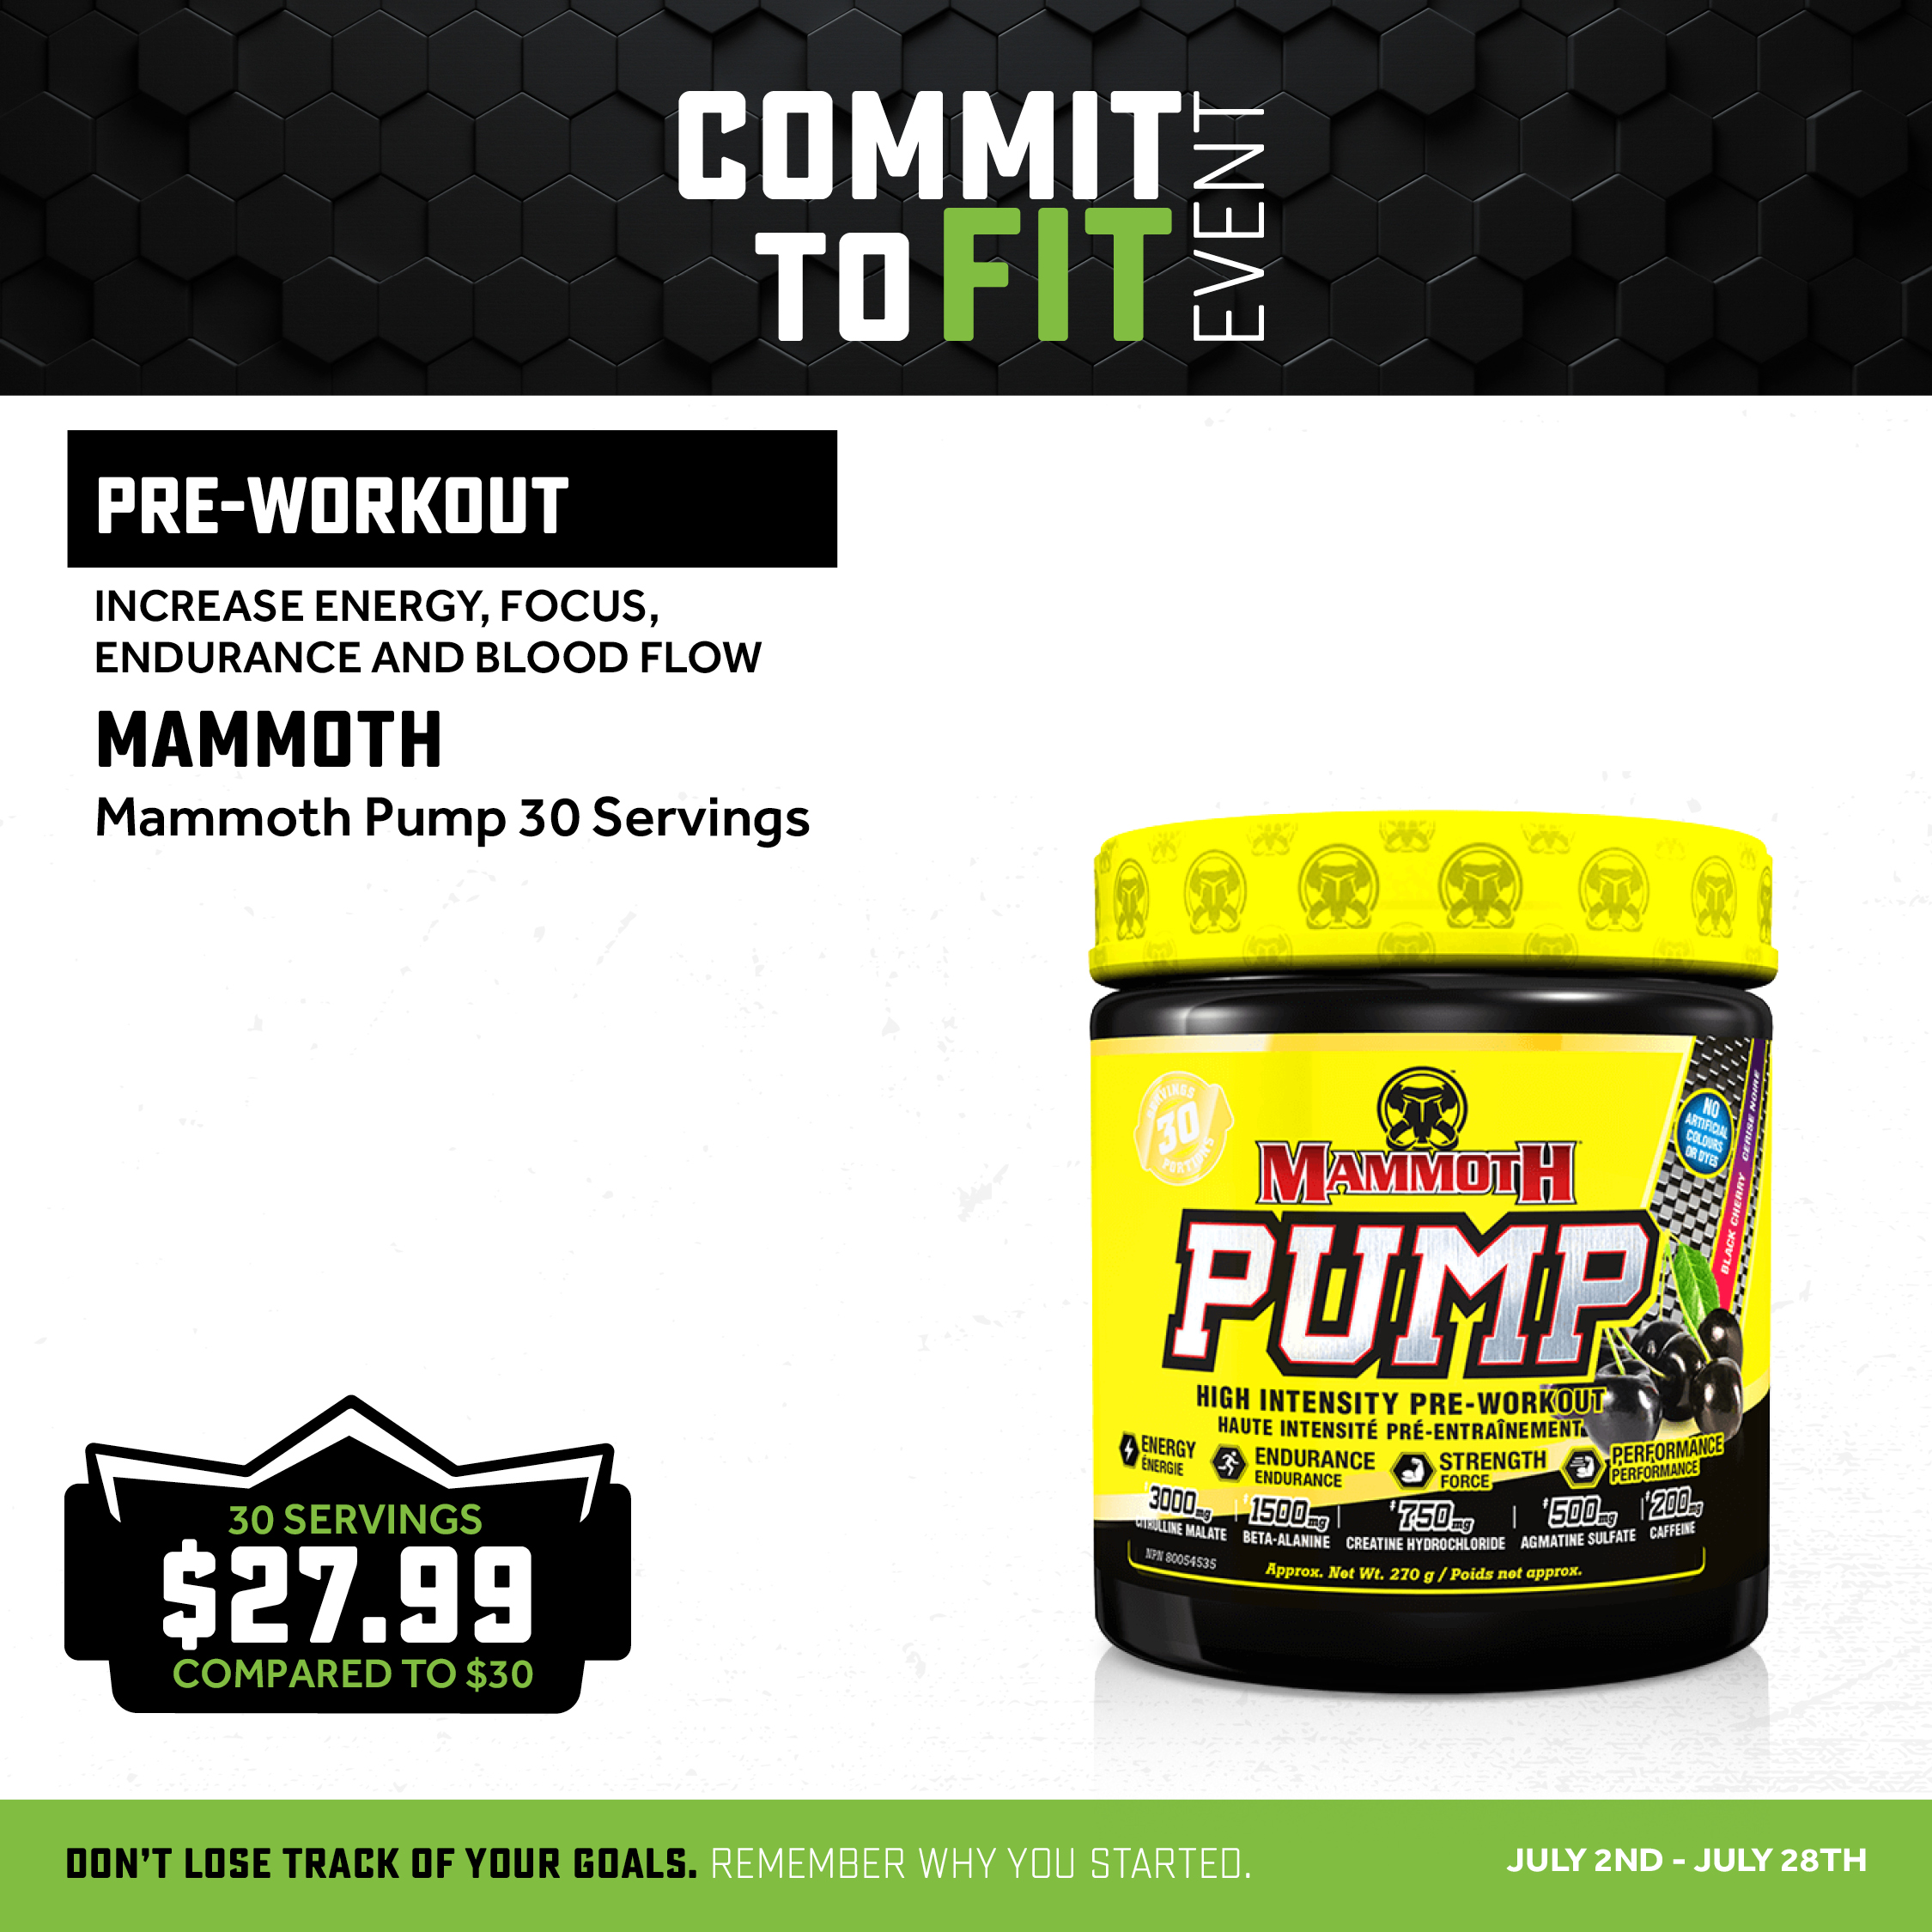 COMMIT
TO FIT
EVENT
PRE-WORKOUT
INCREASE ENERGY, FOCUS,
ENDURANCE AND BLOOD FLOW
MAMMOTH
Mammoth Pump 30 Servings
SERVINGS
30
PORTIONS
NO
ARTIFICIAL
COLOURS
OR DYES
BLACK CHERRY CERISE NOIRE
MAMMOTH
PUMP
HIGH INTENSITY PRE-WORKOUT
HAUTE INTENSITÉ PRÉ-ENTRAÎNEMENT
ENERGY
ÉNERGIE
ENDURANCE
ENDURANCE
STRENGTH
FORCE
PERFORMANCE
PERFORMANCE
‡3000mg
CITRULLINE MALATE
‡1500mg
BETA-ALANINE
‡750mg
CREATINE HYDROCHLORIDE
‡500mg
AGMATINE SULFATE
‡200mg
CAFFEINE
NPN 80054535
Approx. Net Wt. 270 g / Poids net approx.
30 SERVINGS
$27.99
COMPARED TO $30
DON'T LOSE TRACK OF YOUR GOALS. REMEMBER WHY YOU STARTED.
JULY 2ND - JULY 28TH